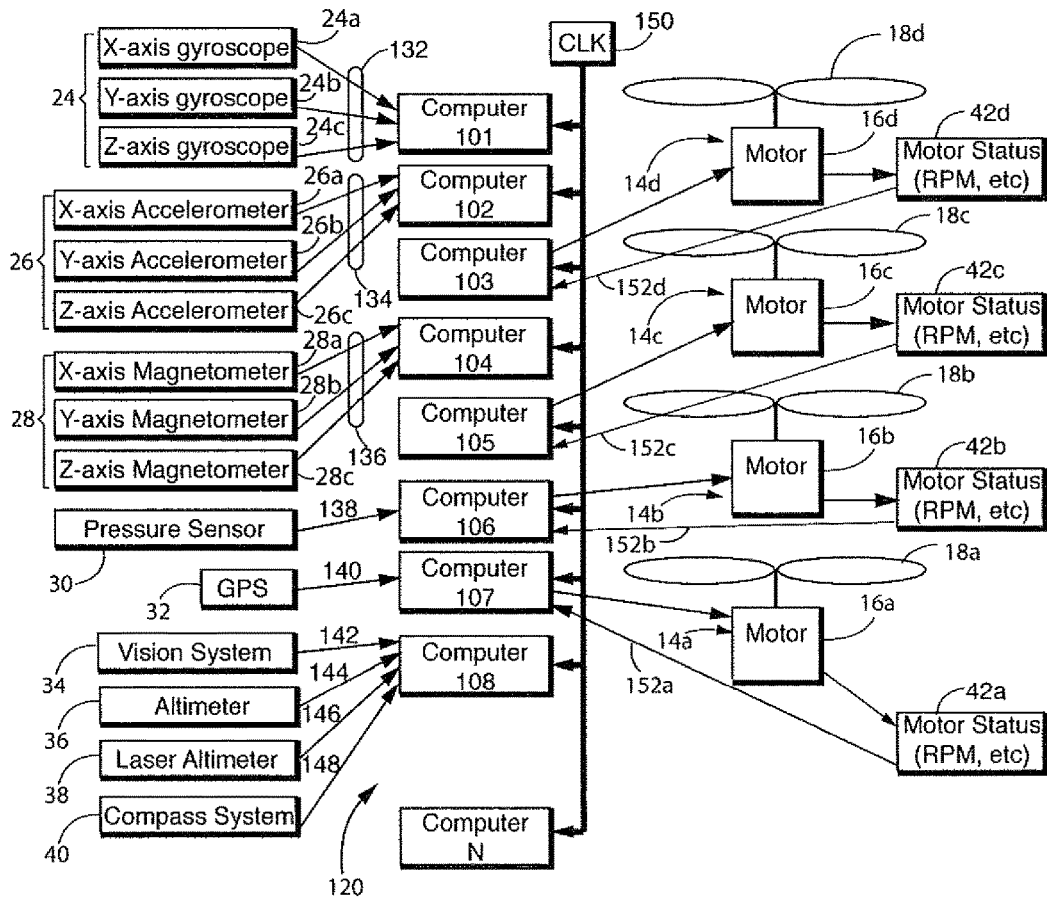 24
X-axis gyroscope
24a
Y-axis gyroscope
24b
Z-axis gyroscope
24c
132
26
X-axis Accelerometer
26a
Y-axis Accelerometer
26b
Z-axis Accelerometer
26c
134
28
X-axis Magnetometer
28a
Y-axis Magnetometer
28b
Z-axis Magnetometer
28c
136
Pressure Sensor
138
30
GPS
140
32
Vision System
142
34
Altimeter
144
36
Laser Altimeter
146
38
Compass System
148
40
CLK
150
Computer
101
Computer
102
Computer
103
Computer
104
Computer
105
Computer
106
Computer
107
Computer
108
Computer
N
120
18d
Motor
16d
14d
42d
Motor Status
(RPM, etc)
152d
18c
Motor
16c
14c
42c
Motor Status
(RPM, etc)
152c
18b
Motor
16b
14b
42b
Motor Status
(RPM, etc)
152b
18a
Motor
16a
14a
42a
Motor Status
(RPM, etc)
152a